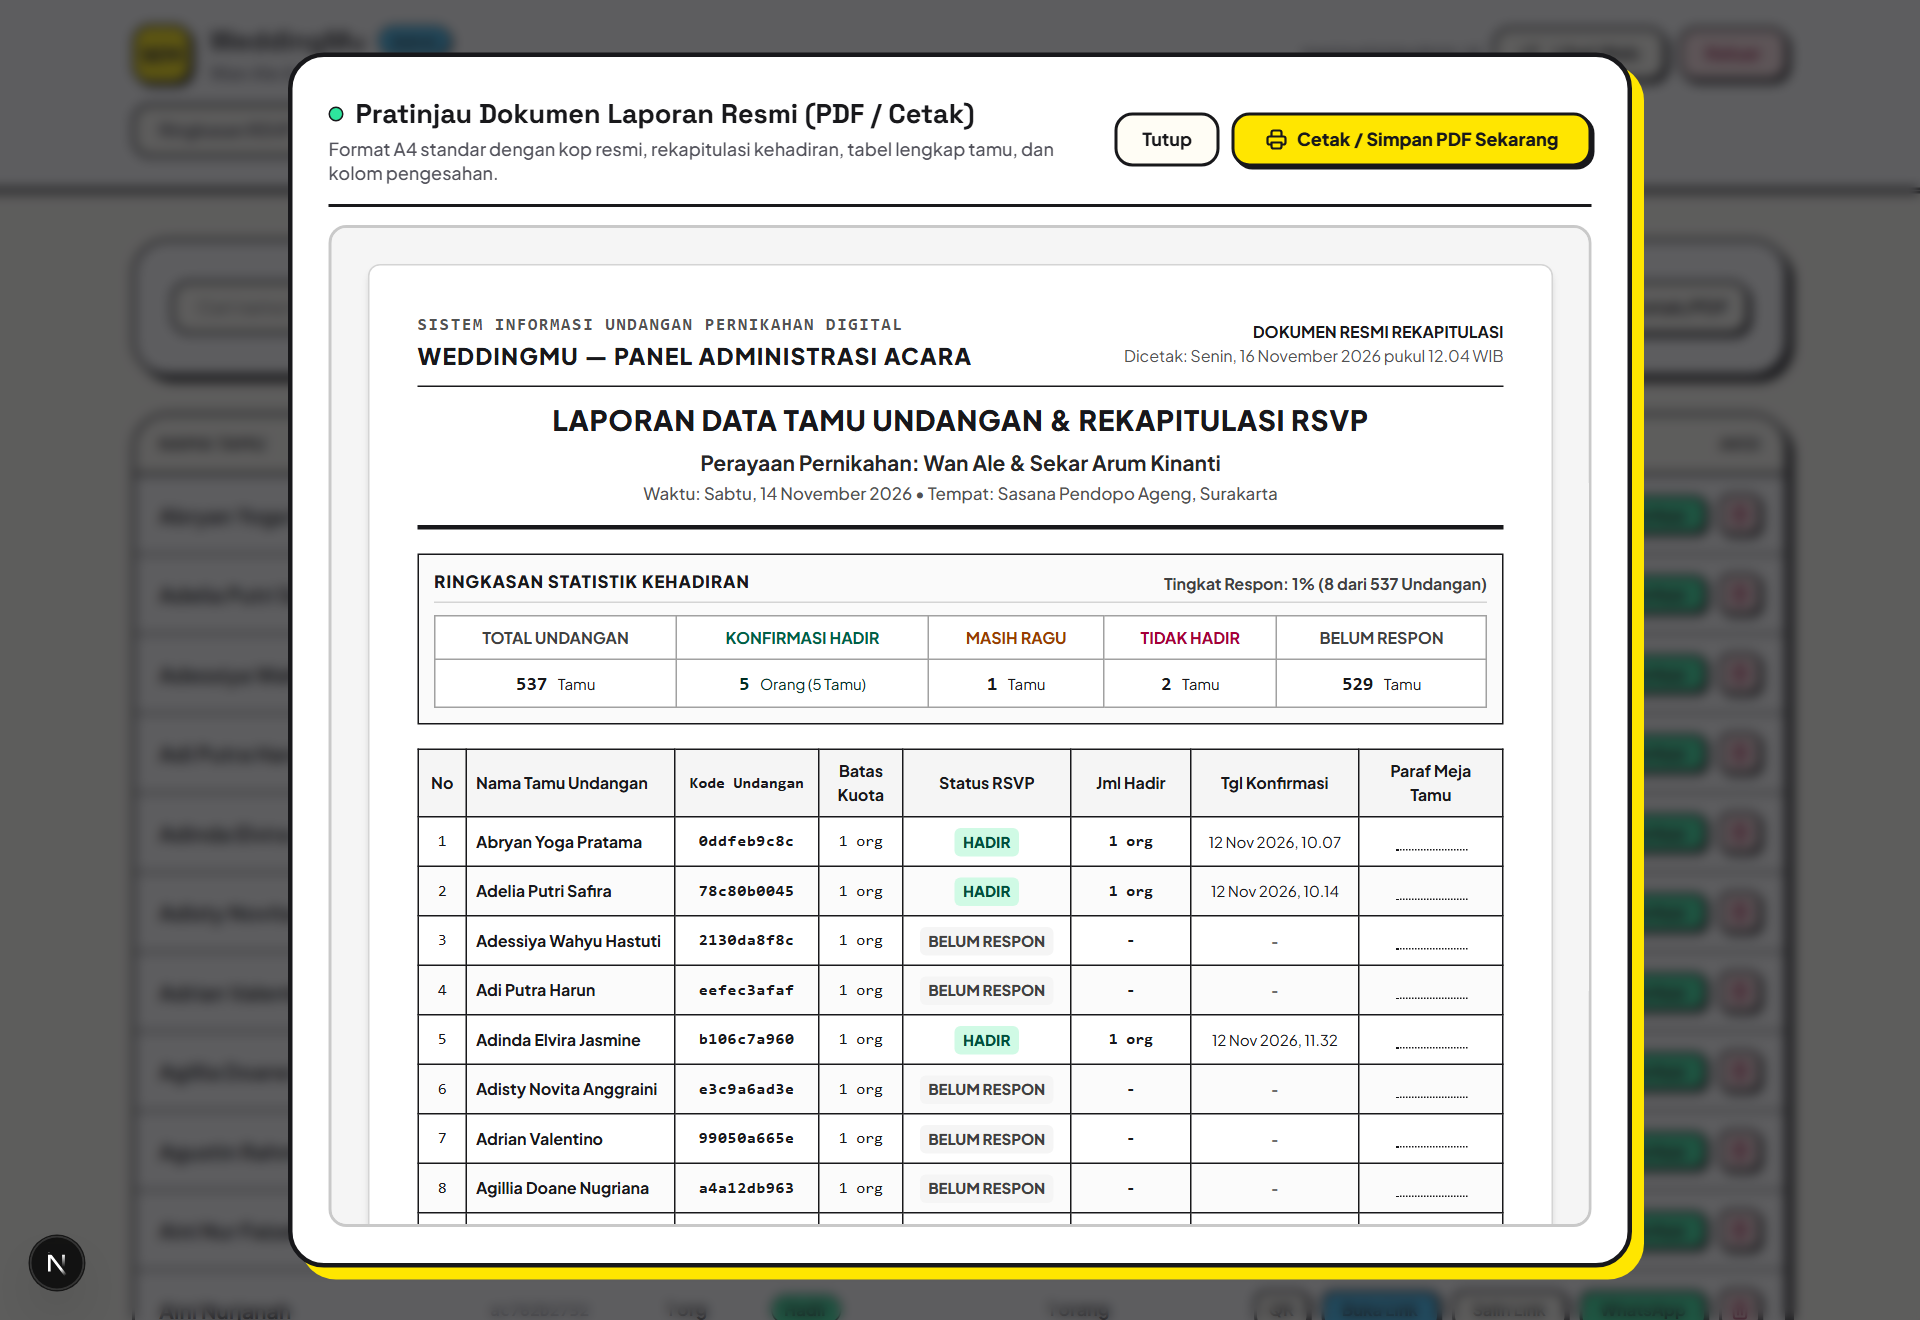 Pratinjau Dokumen Laporan Resmi (PDF / Cetak)
Format A4 standar dengan kop resmi, rekapitulasi kehadiran, tabel lengkap tamu, dan
kolom pengesahan.
Tutup
Cetak / Simpan PDF Sekarang
SISTEM INFORMASI UNDANGAN PERNIKAHAN DIGITAL
WEDDINGMU — PANEL ADMINISTRASI ACARA
DOKUMEN RESMI REKAPITULASI
Dicetak: Senin, 16 November 2026 pukul 12.04 WIB
LAPORAN DATA TAMU UNDANGAN & REKAPITULASI RSVP
Perayaan Pernikahan: Wan Ale & Sekar Arum Kinanti
Waktu: Sabtu, 14 November 2026 • Tempat: Sasana Pendopo Ageng, Surakarta
RINGKASAN STATISTIK KEHADIRAN
Tingkat Respon: 1% (8 dari 537 Undangan)
TOTAL UNDANGAN KONFIRMASI HADIR MASIH RAGU TIDAK HADIR BELUM RESPON
537 Tamu 5 Orang (5 Tamu) 1 Tamu 2 Tamu 529 Tamu
No Nama Tamu Undangan Kode Undangan Batas Kuota Status RSVP Jml Hadir Tgl Konfirmasi Paraf Meja Tamu
1 Abryan Yoga Pratama 0ddfeb9c8c 1 org HADIR 1 org 12 Nov 2026, 10.07
2 Adelia Putri Safira 78c80b0045 1 org HADIR 1 org 12 Nov 2026, 10.14
3 Adessiya Wahyu Hastuti 2130da8f8c 1 org BELUM RESPON - -
4 Adi Putra Harun eefec3afaf 1 org BELUM RESPON - -
5 Adinda Elvira Jasmine b106c7a960 1 org HADIR 1 org 12 Nov 2026, 11.32
6 Adisty Novita Anggraini e3c9a6ad3e 1 org BELUM RESPON - -
7 Adrian Valentino 99050a665e 1 org BELUM RESPON - -
8 Agillia Doane Nugriana a4a12db963 1 org BELUM RESPON - -
N